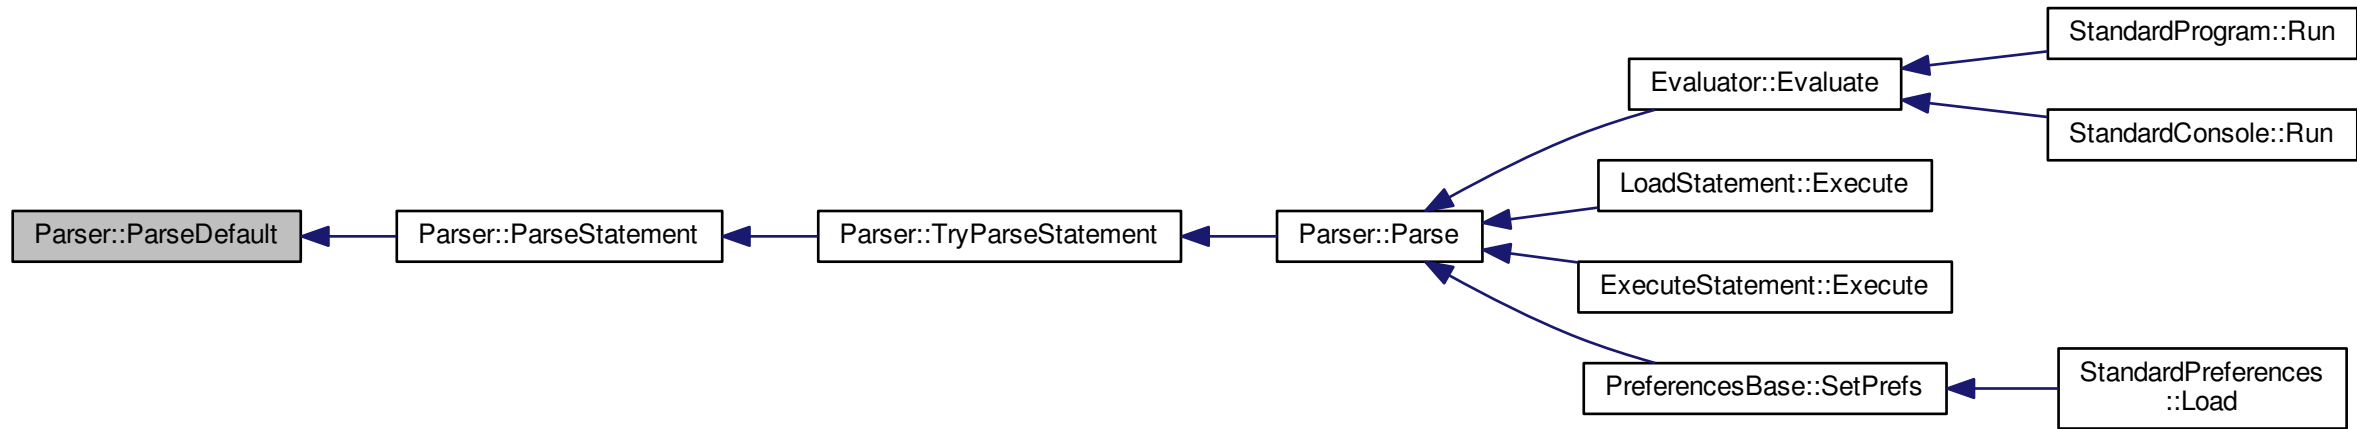 StandardProgram::Run
Evaluator::Evaluate
StandardConsole::Run
LoadStatement::Execute
Parser::ParseDefault
Parser::ParseStatement
Parser::TryParseStatement
Parser::Parse
ExecuteStatement::Execute
PreferencesBase::SetPrefs
StandardPreferences
::Load